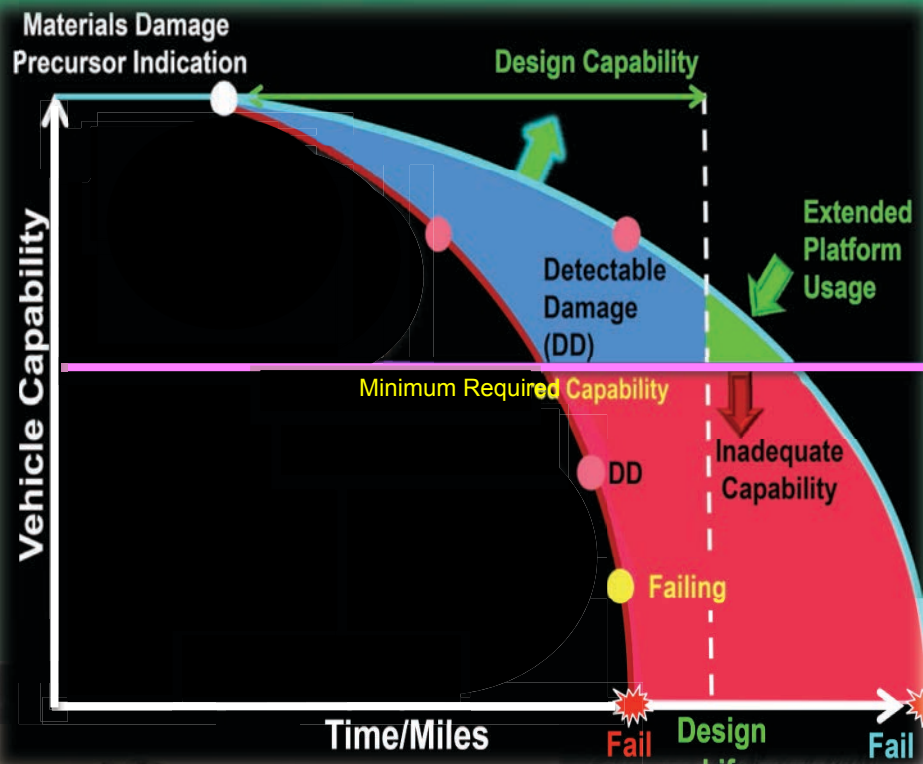 Materials Damage
Precursor Indication
Design Capability
Extended
Platform
Usage
Detectable
Damage
(DD)
Vehicle Capability
Minimum Required Capability
DD
Inadequate
Capability
Failing
Time/Miles
Fail
Design
Fail